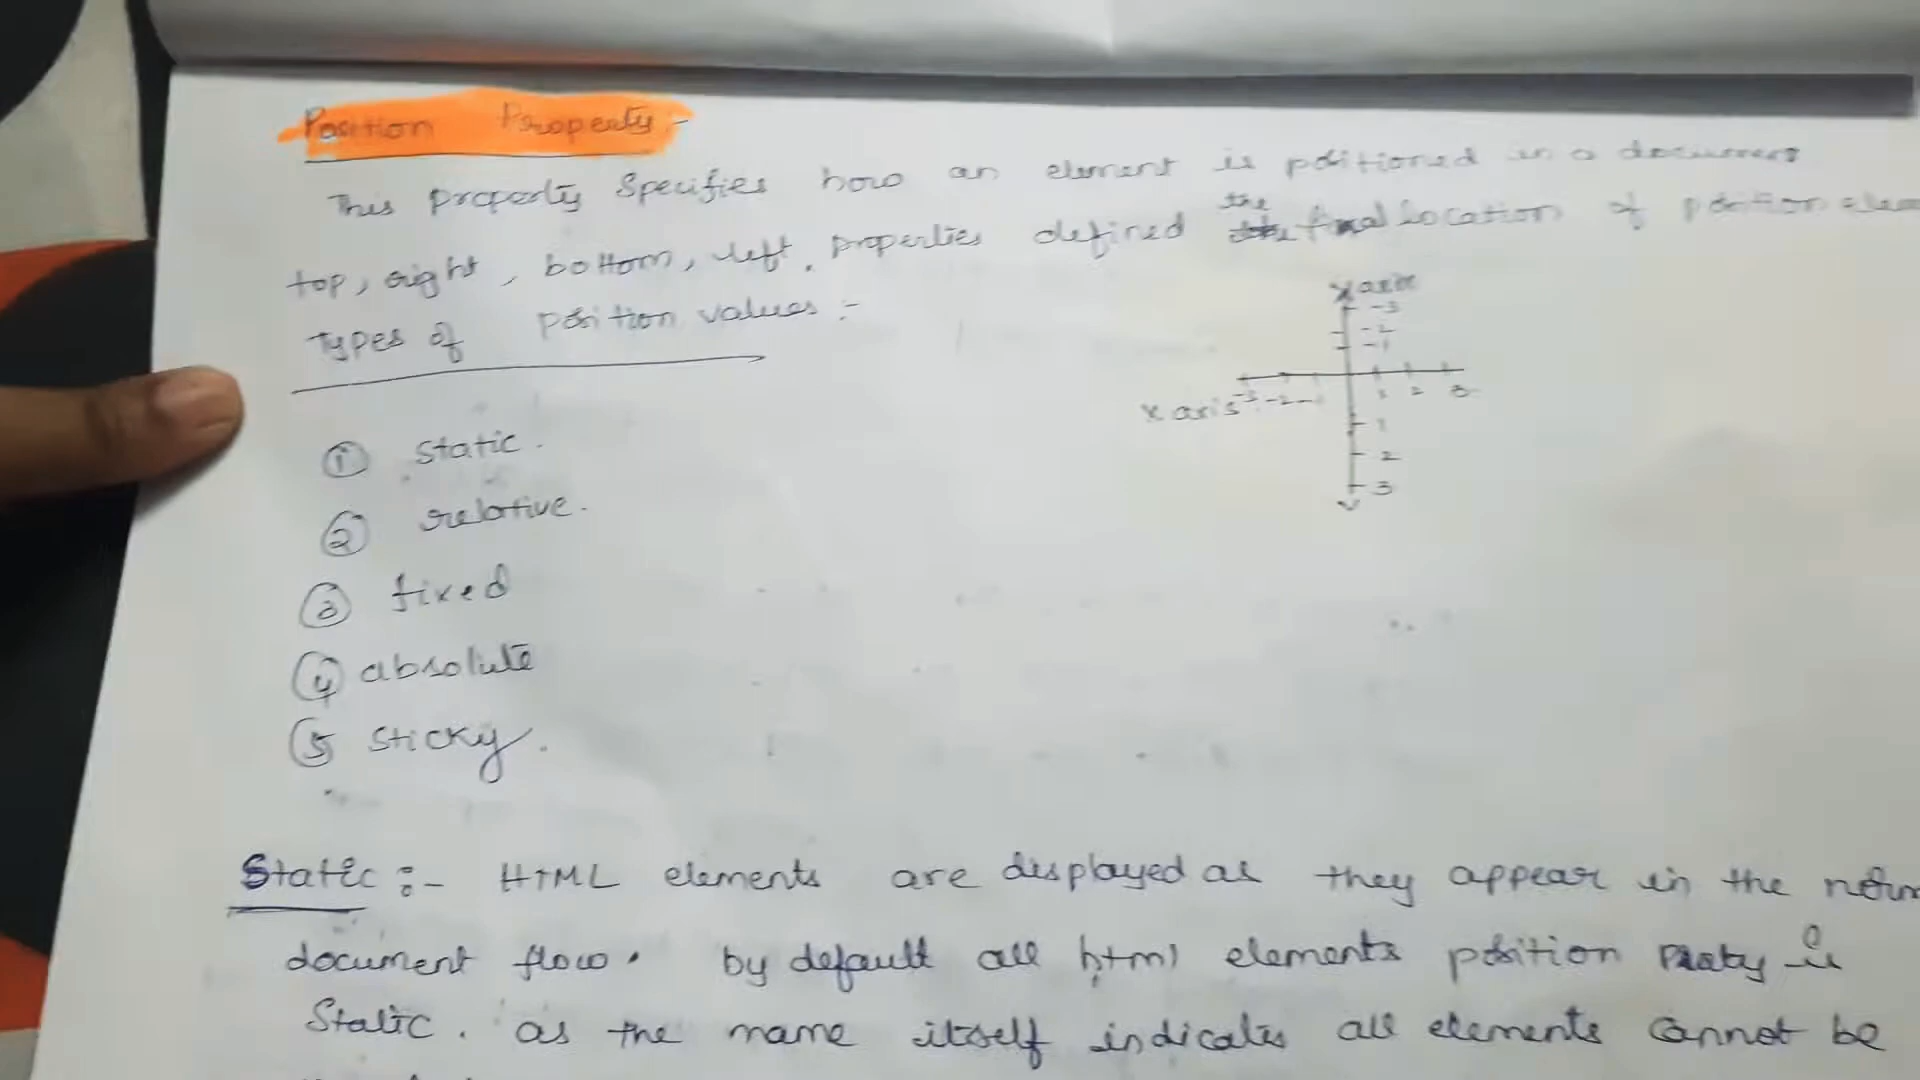 Position Property :-
This property Specifies how an element is positioned in a document
top, right, bottom, left, properties defined the final location of position elem
Types of position values :-
y axis
-3
-2
-1
x axis -3 -2 -1 1 2 3
1
2
3
① static.
② relative.
③ fixed
④ absolute
⑤ sticky.
Static :- HTML elements are displayed as they appear in the norm
document flow. by default all html elements position is
Static. as the name itself indicates all elements cannot be